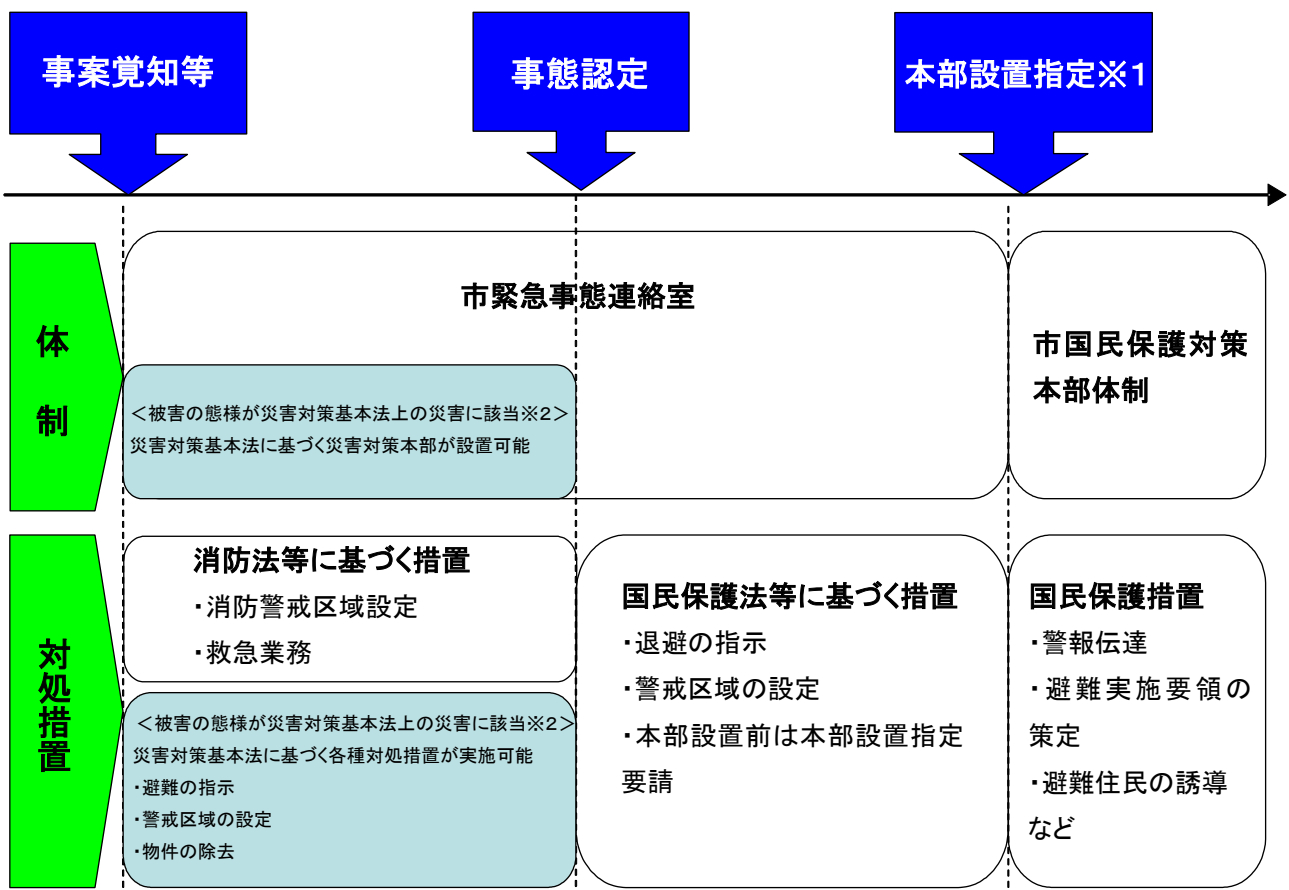 事案覚知等
事態認定
本部設置指定※1
体制
市緊急事態連絡室
＜被害の態様が災害対策基本法上の災害に該当※2＞
災害対策基本法に基づく災害対策本部が設置可能
市国民保護対策
本部体制
対処措置
消防法等に基づく措置
・消防警戒区域設定
・救急業務
＜被害の態様が災害対策基本法上の災害に該当※2＞
災害対策基本法に基づく各種対処措置が実施可能
・避難の指示
・警戒区域の設定
・物件の除去
国民保護法等に基づく措置
・退避の指示
・警戒区域の設定
・本部設置前は本部設置指定
要請
国民保護措置
・警報伝達
・避難実施要領の
策定
・避難住民の誘導
など